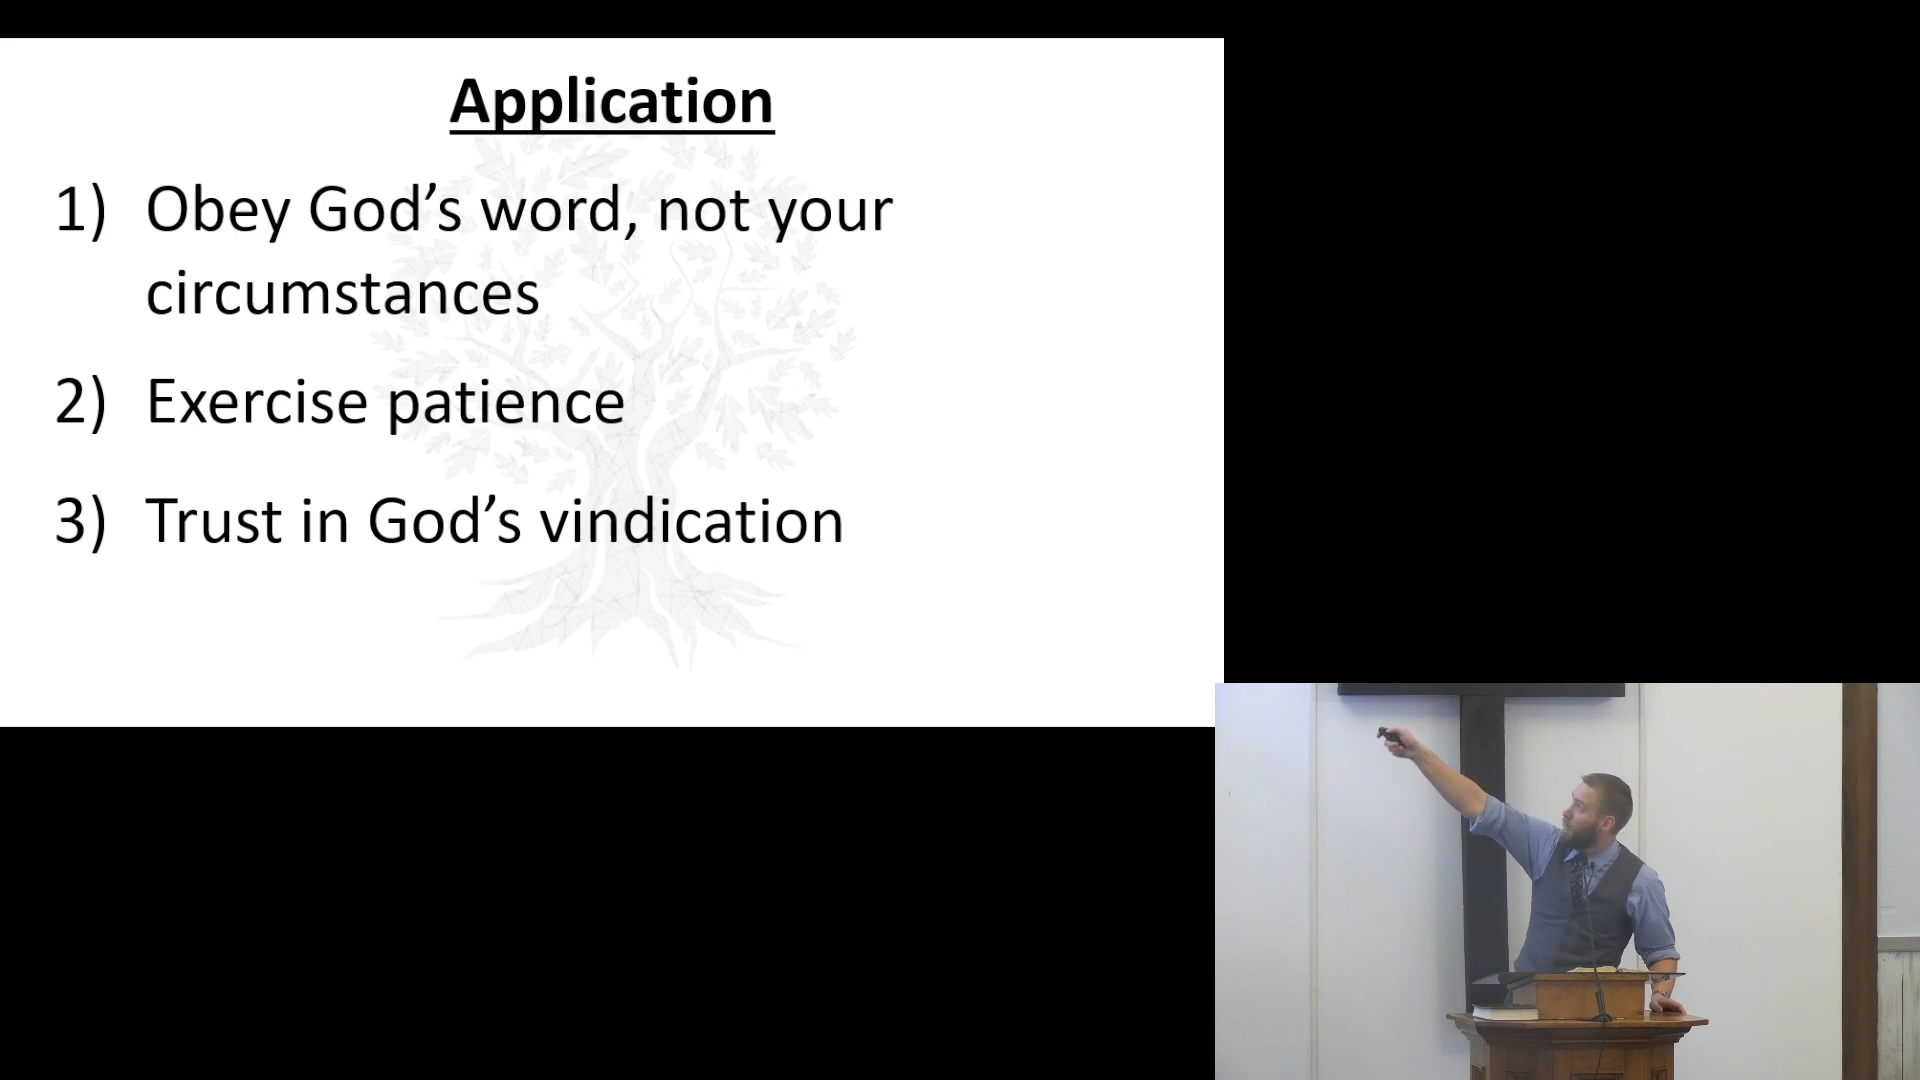 Application
1) Obey God’s word, not your
circumstances
2) Exercise patience
3) Trust in God’s vindication